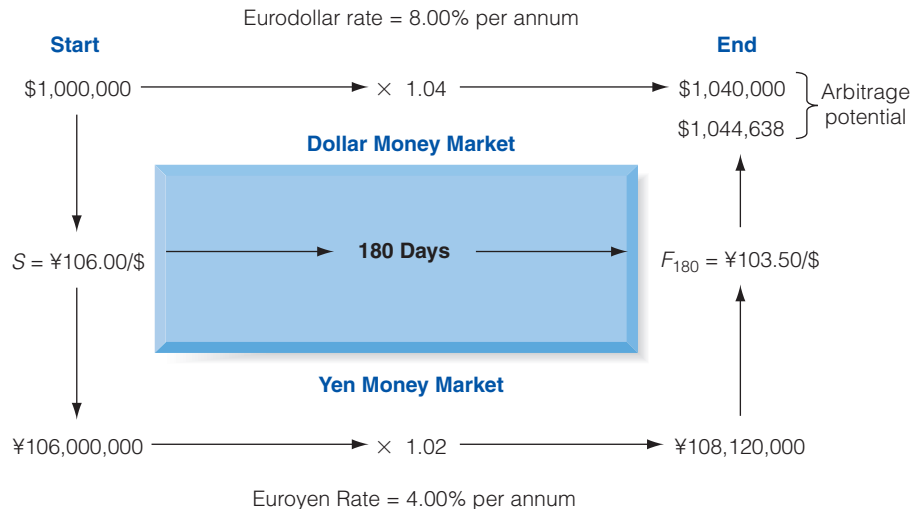 Eurodollar rate = 8.00% per annum
Start
End
$1,000,000
× 1.04
$1,040,000
$1,044,638
Arbitrage
potential
Dollar Money Market
S = ¥106.00/$
180 Days
F180 = ¥103.50/$
Yen Money Market
¥106,000,000
× 1.02
¥108,120,000
Euroyen Rate = 4.00% per annum